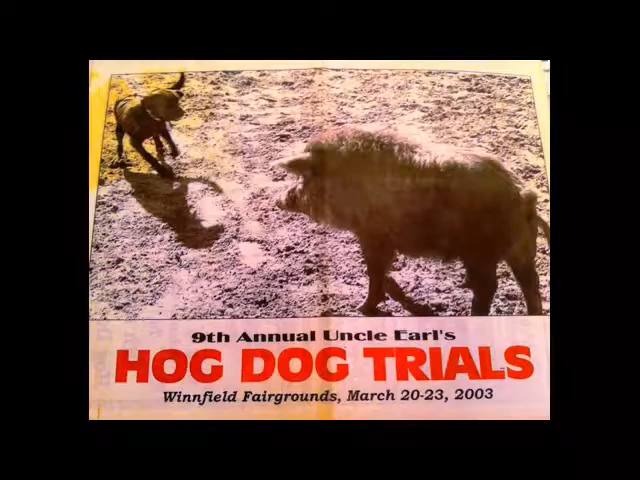 9th Annual Uncle Earl's
HOG DOG TRIALS
Winnfield Fairgrounds, March 20-23, 2003